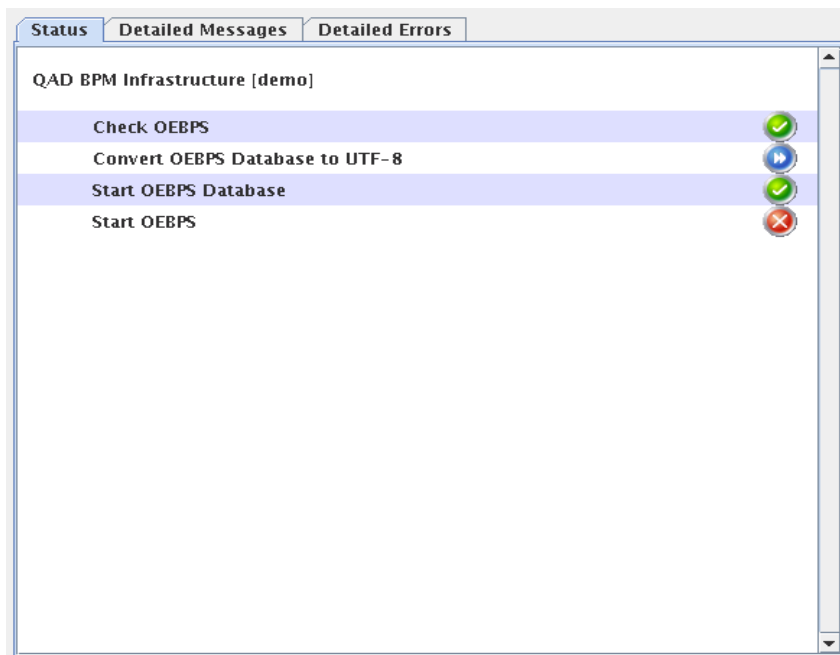 Status Detailed Messages Detailed Errors
QAD BPM Infrastructure [demo]
Check OEBPS
Convert OEBPS Database to UTF-8
Start OEBPS Database
Start OEBPS